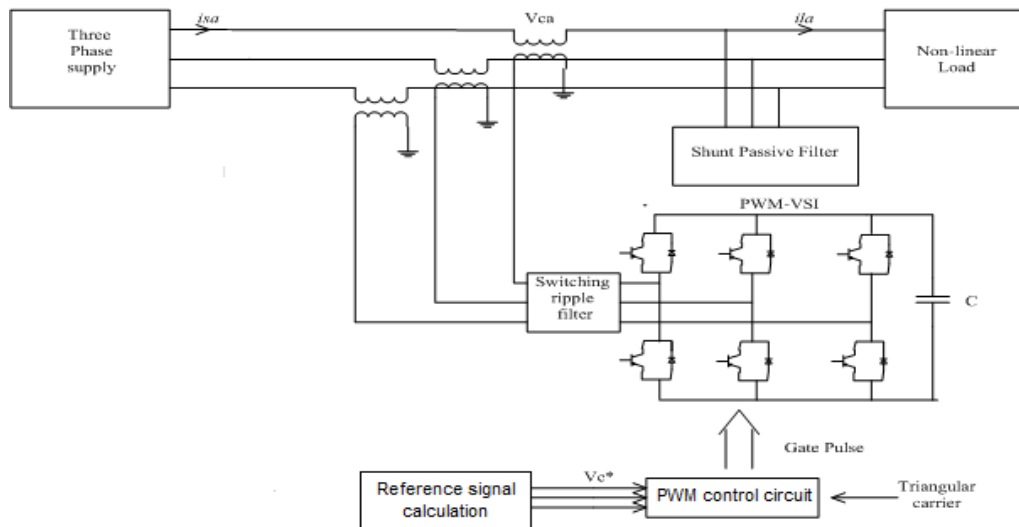 isa
Vca
ila
Three
Phase
supply
Non-linear
Load
Shunt Passive Filter
PWM-VSI
Switching
ripple
filter
C
Gate Pulse
Vc*
Reference signal
calculation
PWM control circuit
Triangular
carrier